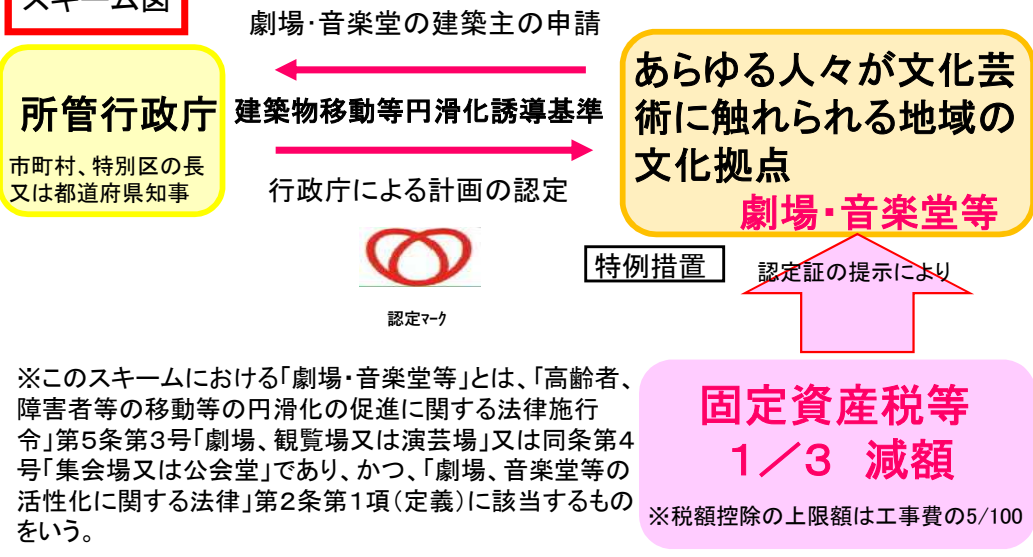 スキーム図
劇場・音楽堂の建築主の申請
所管行政庁
市町村、特別区の長
又は都道府県知事
建築物移動等円滑化誘導基準
行政庁による計画の認定
あらゆる人々が文化芸
術に触れられる地域の
文化拠点
劇場・音楽堂等
認定マーク
特例措置
認定証の提示により
※このスキームにおける「劇場・音楽堂等」とは、「高齢者、
障害者等の移動等の円滑化の促進に関する法律施行
令」第5条第3号「劇場、観覧場又は演芸場」又は同条第4
号「集会場又は公会堂」であり、かつ、「劇場、音楽堂等の
活性化に関する法律」第2条第1項(定義)に該当するもの
をいう。
固定資産税等
1/3 減額
※税額控除の上限額は工事費の5/100